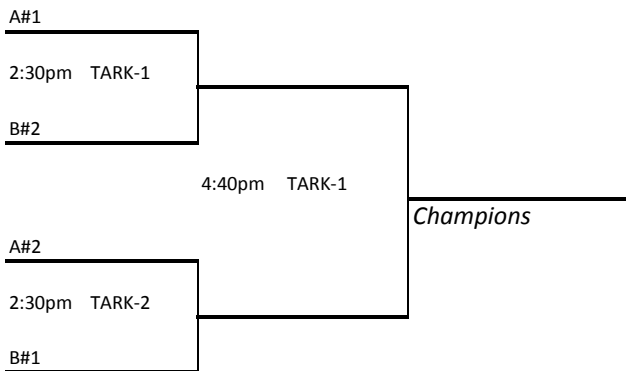 A#1
2:30pm TARK-1
B#2
4:40pm TARK-1
Champions
A#2
2:30pm TARK-2
B#1